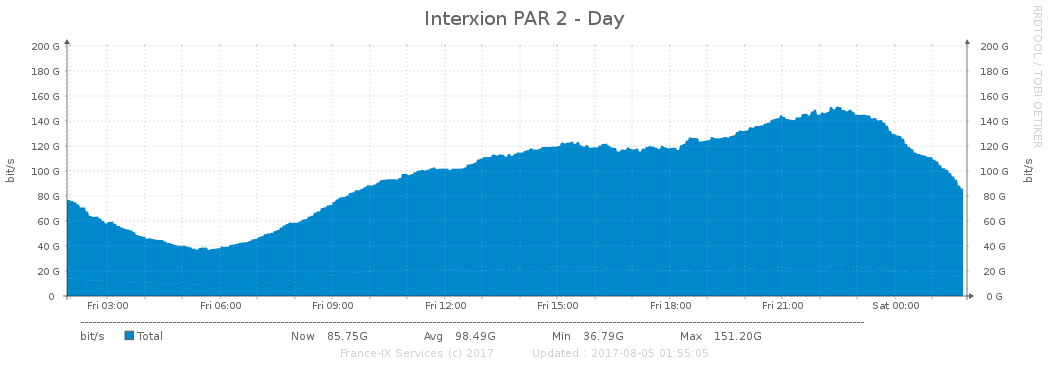 Interxion PAR 2 - Day
RRDTOOL / TOBI OETIKER
200 G 200 G
180 G 180 G
160 G 160 G
140 G 140 G
120 G 120 G
100 G 100 G
80 G 80 G
60 G 60 G
40 G 40 G
20 G 20 G
0 0 G
bit/s
bit/s
Fri 03:00 Fri 06:00 Fri 09:00 Fri 12:00 Fri 15:00 Fri 18:00 Fri 21:00 Sat 00:00
bit/s Total Now 85.75G Avg 98.49G Min 36.79G Max 151.20G
France-IX Services (c) 2017 Updated : 2017-08-05 01:55:05